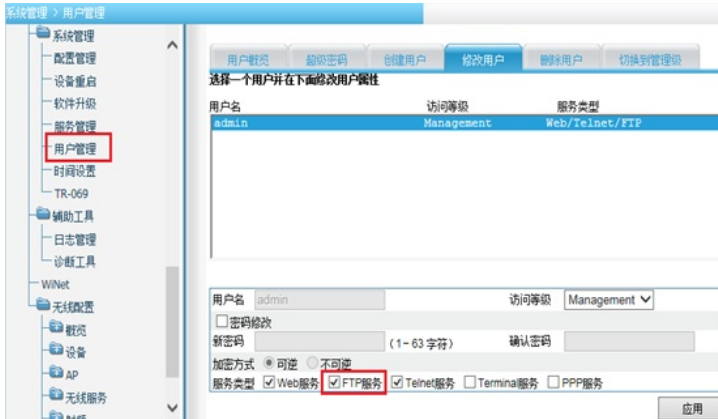 系统管理 > 用户管理
系统管理
配置管理
设备重启
软件升级
服务管理
用户管理
时间设置
TR-069
辅助工具
日志管理
诊断工具
WiNet
无线配置
概览
设备
AP
无线服务
用户概览 超级密码 创建用户 修改用户 删除用户 切换到管理级
选择一个用户并在下面修改用户属性
用户名 访问等级 服务类型
admin Management Web/Telnet/FTP
用户名 admin 访问等级 Management
密码修改
新密码 (1-63 字符) 确认密码
加密方式 可逆 不可逆
服务类型 Web服务 FTP服务 Telnet服务 Terminal服务 PPP服务
应用